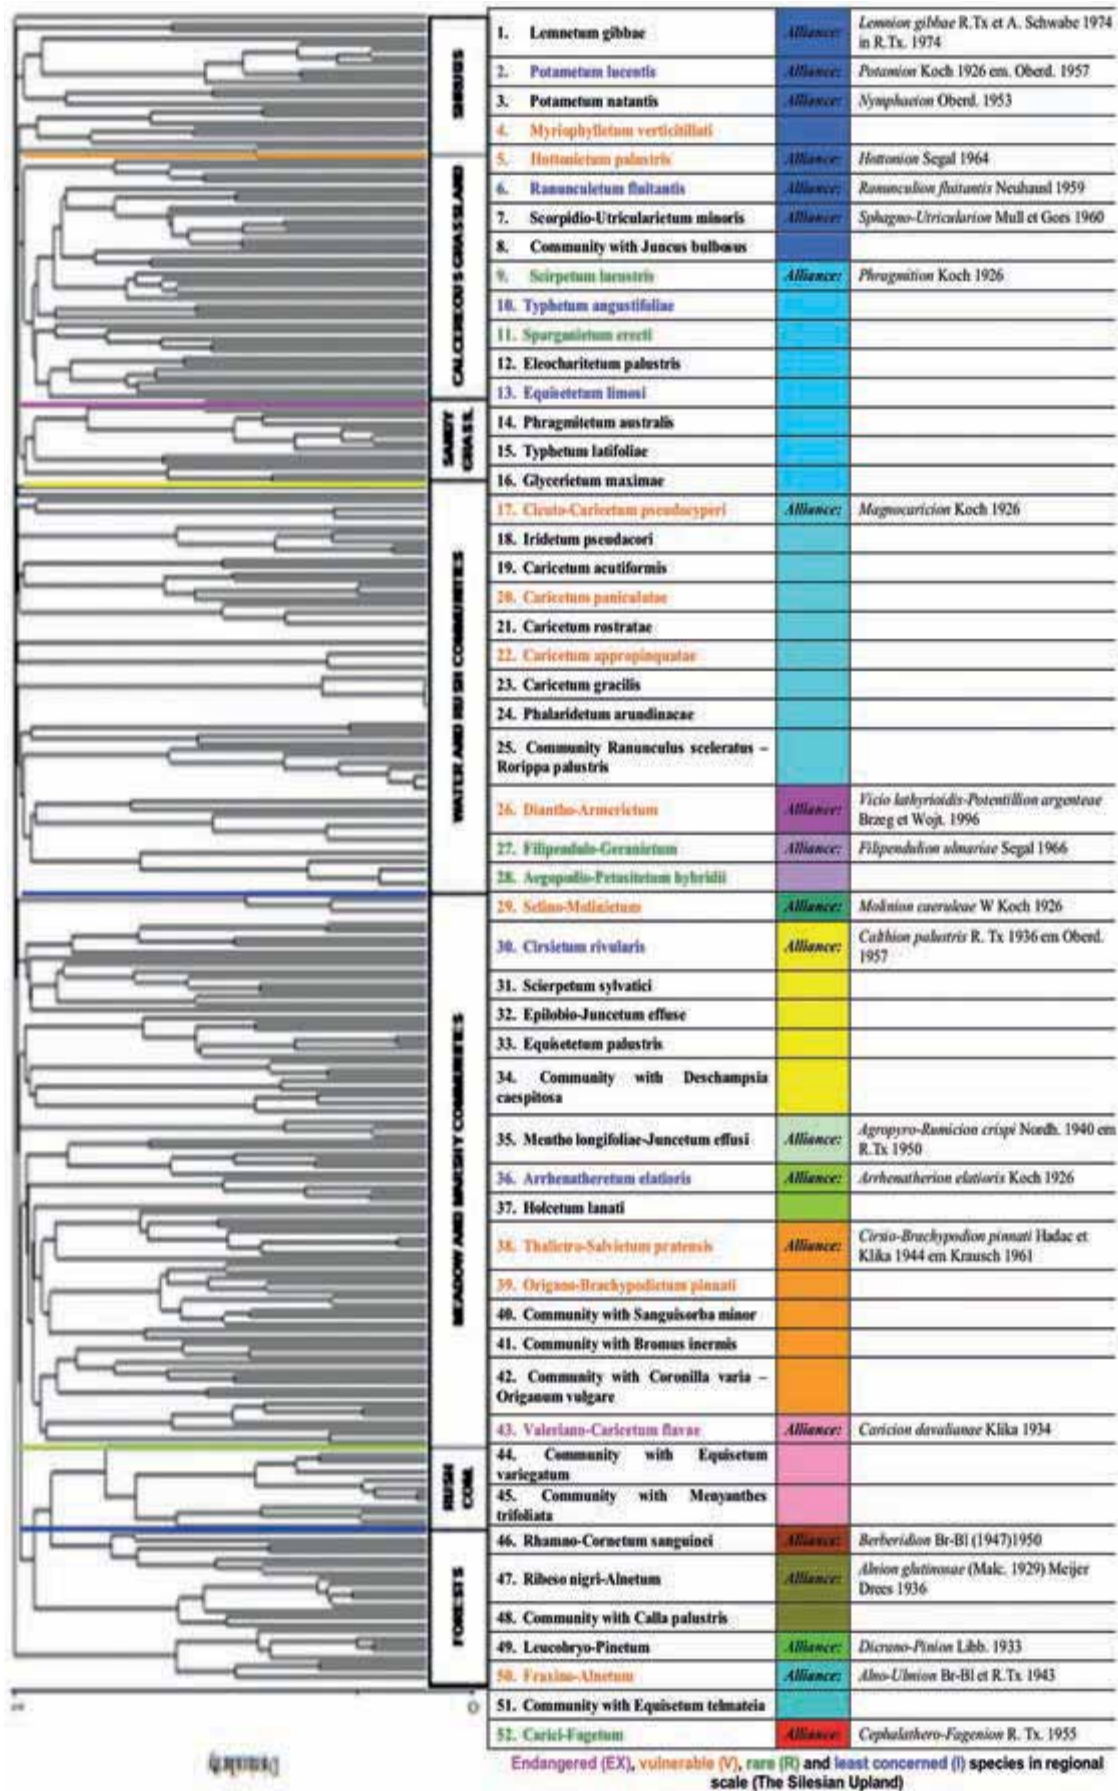 SHRUBS
CALCEREOUS GRASSLAND
SANDY
GRASS.
WATER AND RUSH COMMUNITIES
MEADOW AND MARSHY COMMUNITIES
RUSH
COM.
FORESTS
0
1. Lemnetum gibbae Alliance: Lemnion gibbae R.Tx et A. Schwabe 1974
in R.Tx. 1974
2. Potametum lucentis Alliance: Potamion Koch 1926 em. Oberd. 1957
3. Potametum natantis Alliance: Nymphaeion Oberd. 1953
4. Myriophylletum verticitillati
5. Hottonietum palustris Alliance: Hottonion Segal 1964
6. Ranunculetum fluitantis Alliance: Ranunculion fluitantis Neuhausl 1959
7. Scorpidio-Utricularietum minoris Alliance: Sphagno-Utricularion Mull et Gors 1960
8. Community with Juncus bulbosus
9. Scirpetum lacustris Alliance: Phragmition Koch 1926
10. Typhetum angustifoliae
11. Sparganietum erecti
12. Eleocharitetum palustris
13. Equisetetum limosi
14. Phragmitetum australis
15. Typhetum latifoliae
16. Glycerietum maximae
17. Cicuto-Caricetum pseudocyperi Alliance: Magnocaricion Koch 1926
18. Iridetum pseudacori
19. Caricetum acutiformis
20. Caricetum paniculatae
21. Caricetum rostratae
22. Caricetum appropinquatae
23. Caricetum gracilis
24. Phalaridetum arundinacae
25. Community Ranunculus sceleratus –
Rorippa palustris
26. Diantho-Armerietum Alliance: Vicio lathyrioidis-Potentillion argenteae
Brzeg et Wojt. 1996
27. Filipendulo-Geranietum Alliance: Filipendulion ulmariae Segal 1966
28. Aegopodio-Petasitetum hybridii
29. Selino-Molinietum Alliance: Molinion caeruleae W Koch 1926
30. Cirsietum rivularis Alliance: Calthion palustris R. Tx 1936 em Oberd.
1957
31. Scierpetum sylvatici
32. Epilobio-Juncetum effuse
33. Equisetetum palustris
34. Community with Deschampsia
caespitosa
35. Mentho longifoliae-Juncetum effusi Alliance: Agropyro-Rumicion crispi Nordh. 1940 em
R.Tx 1950
36. Arrhenatheretum elatioris Alliance: Arrhenatherion elatioris Koch 1926
37. Holcetum lanati
38. Thalictro-Salvietum pratensis Alliance: Cirsio-Brachypodion pinnati Hadac et
Klika 1944 em Krausch 1961
39. Origano-Brachypodietum pinnati
40. Community with Sanguisorba minor
41. Community with Bromus inermis
42. Community with Coronilla varia –
Origanum vulgare
43. Valeriano-Caricetum flavae Alliance: Caricion davalianae Klika 1934
44. Community with Equisetum
variegatum
45. Community with Menyanthes
trifoliata
46. Rhamno-Cornetum sanguinei Alliance: Berberidion Br-Bl (1947)1950
47. Ribeso nigri-Alnetum Alliance: Alnion glutinosae (Malc. 1929) Meijer
Drees 1936
48. Community with Calla palustris
49. Leucobryo-Pinetum Alliance: Dicrano-Pinion Libb. 1933
50. Fraxino-Alnetum Alliance: Alno-Ulmion Br-Bl et R.Tx 1943
51. Community with Equisetum telmateia
52. Carici-Fagetum Alliance: Cephalathero-Fagenion R. Tx. 1955
Endangered (EX), vulnerable (V), rare (R) and least concerned (I) species in regional
scale (The Silesian Upland)